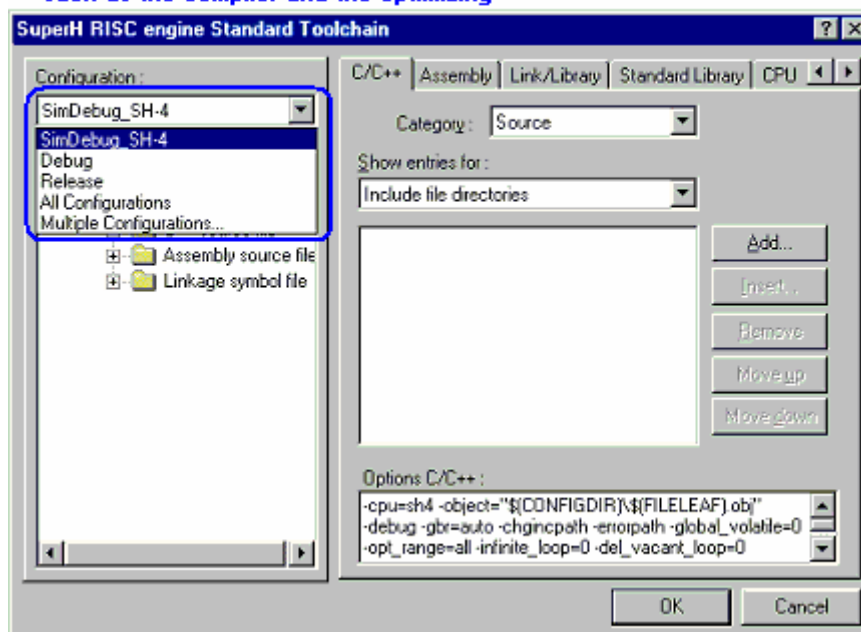 SuperH RISC engine Standard Toolchain
Configuration :
SimDebug_SH-4
SimDebug_SH-4
Debug
Release
All Configurations
Multiple Configurations...
Assembly source file
Linkage symbol file
C/C++ Assembly Link/Library Standard Library CPU
Category : Source
Show entries for :
Include file directories
Add...
Insert...
Remove
Move up
Move down
Options C/C++ :
-cpu=sh4 -object="$(CONFIGDIR)\$(FILELEAF).obj"
-debug -gbr=auto -chgincpath -errorpath -global_volatile=0
-opt_range=all -infinite_loop=0 -del_vacant_loop=0
OK Cancel